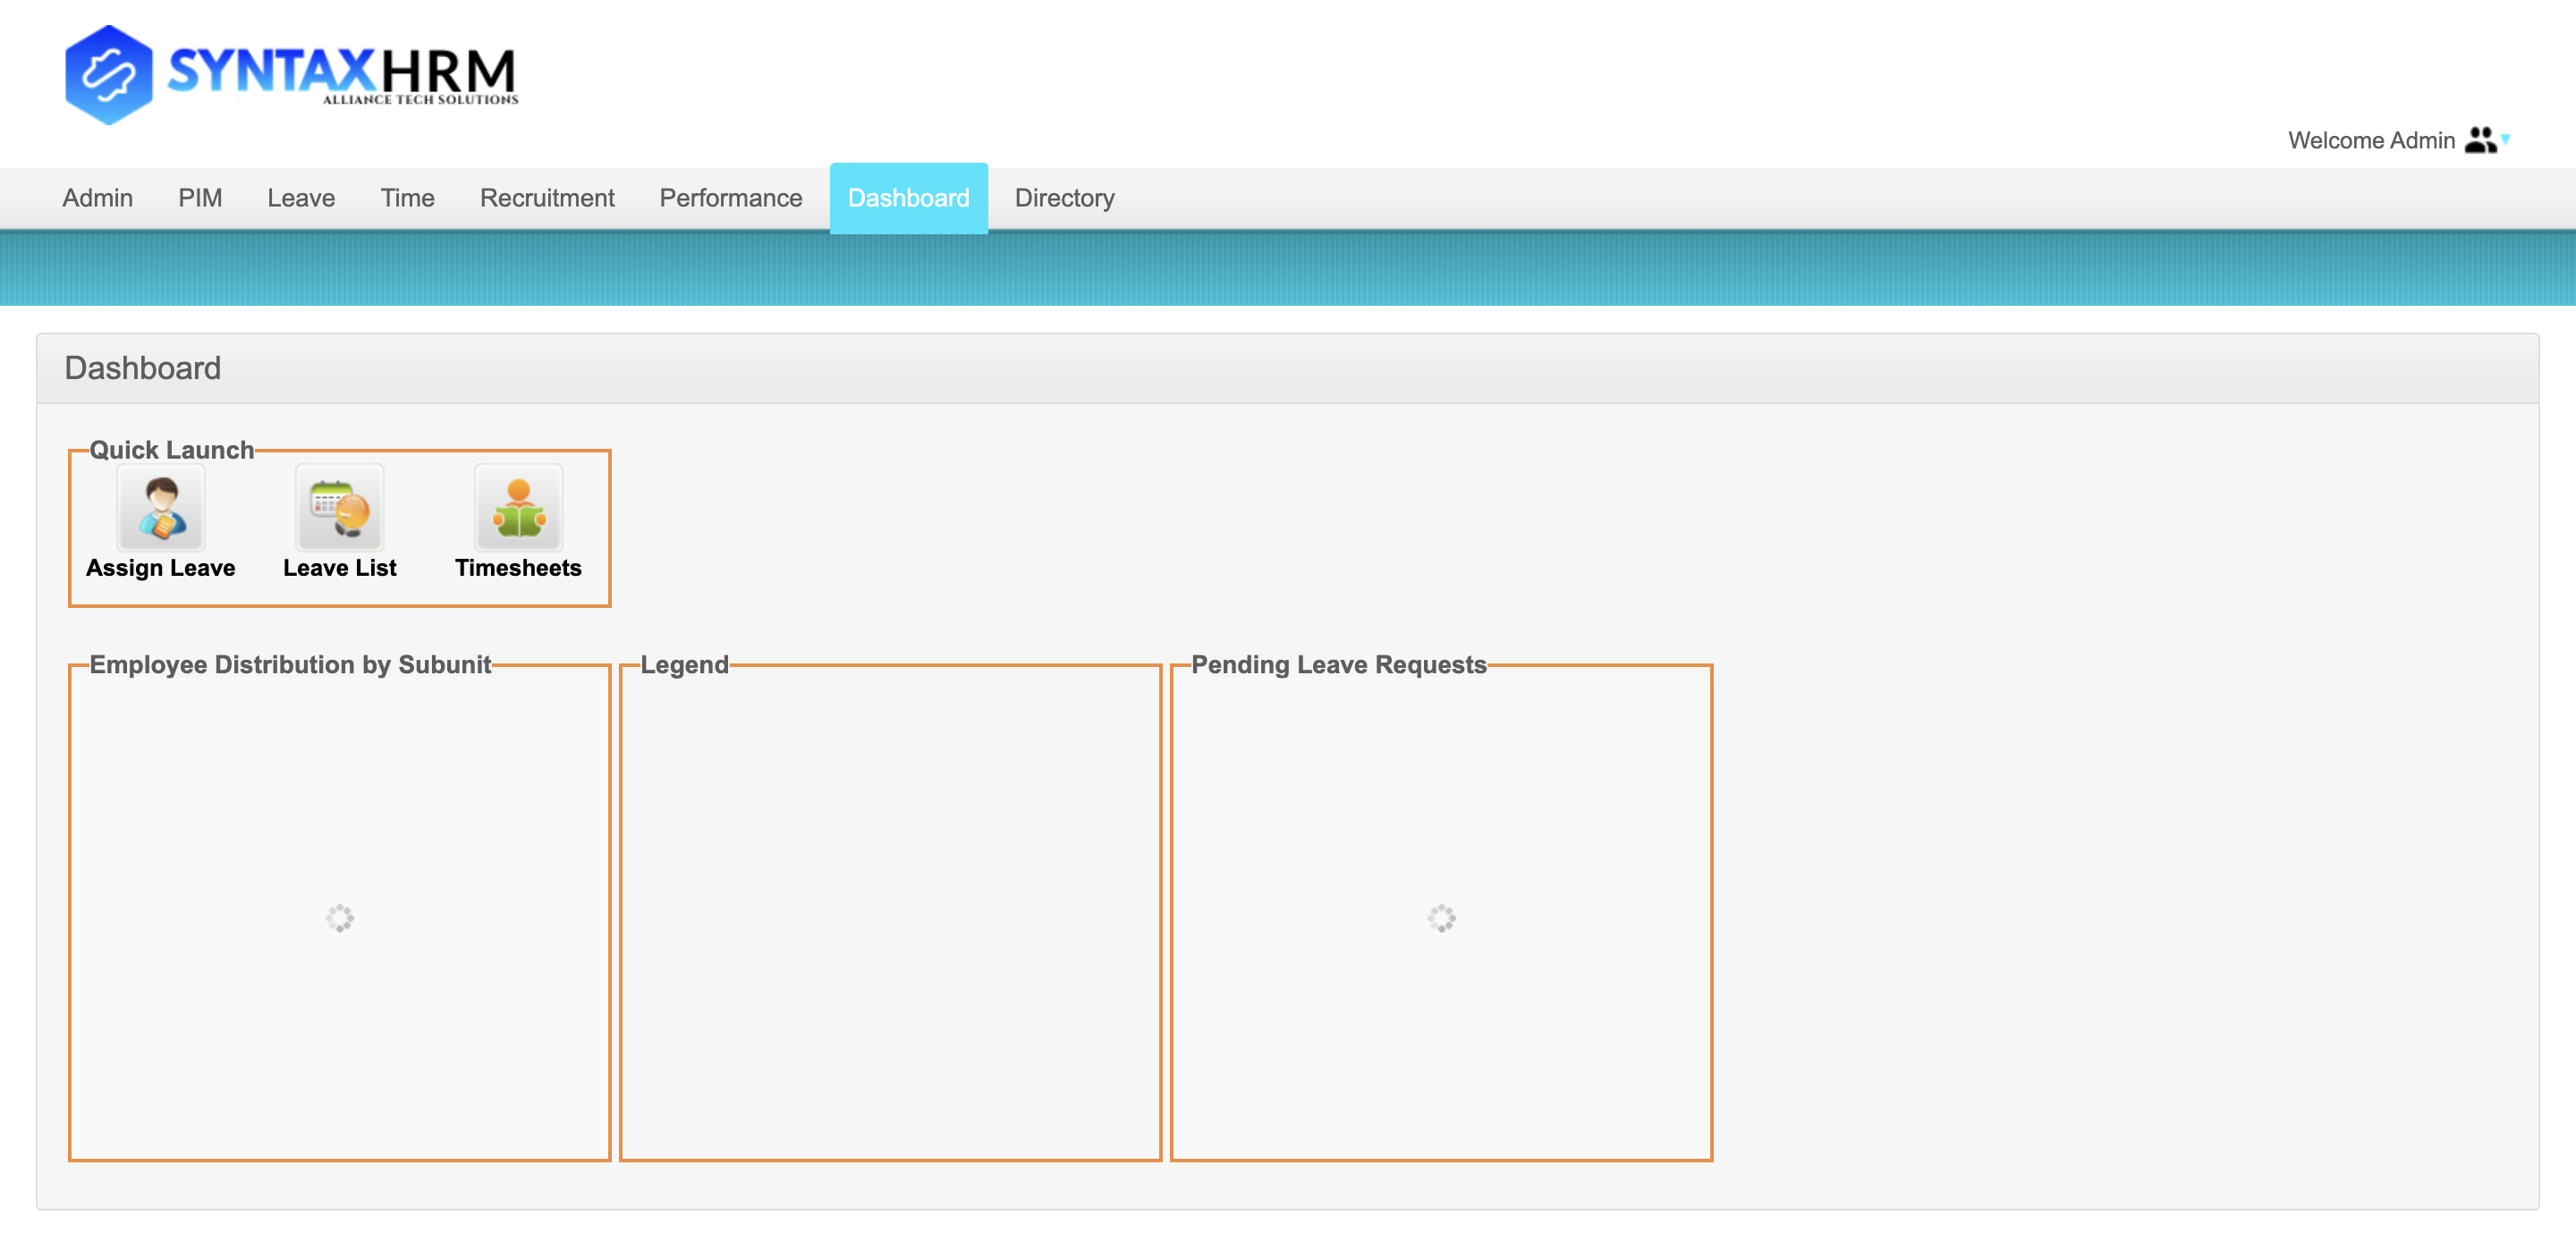 SYNTAXHRM
ALLIANCE TECH SOLUTIONS
Welcome Admin
Admin PIM Leave Time Recruitment Performance Dashboard Directory
Dashboard
Quick Launch
Assign Leave Leave List Timesheets
Employee Distribution by Subunit Legend Pending Leave Requests